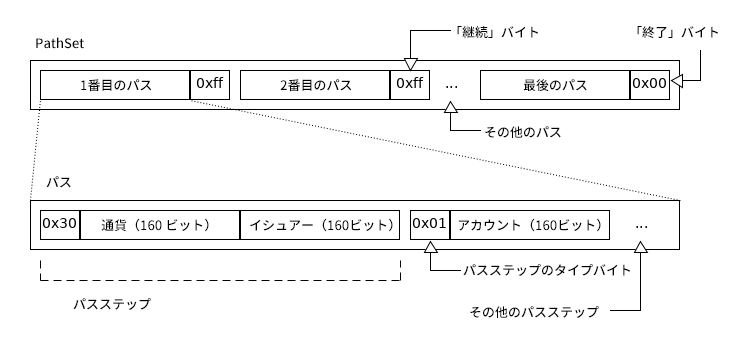 「継続」バイト
「終了」バイト
PathSet
1番目のパス 0xff 2番目のパス 0xff ... 最後のパス 0x00
その他のパス
パス
0x30 通貨（160 ビット） イシュアー（160ビット） 0x01 アカウント（160ビット） ...
パスステップのタイプバイト
パスステップ
その他のパスステップ